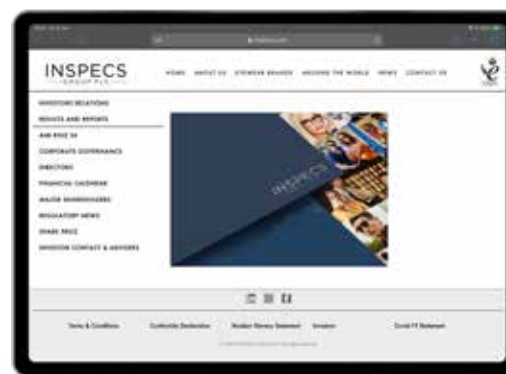 INSPECS
GROUP PLC
HOME ABOUT US EYEWEAR BRANDS AROUND THE WORLD NEWS CONTACT US
INVESTORS RELATIONS
RESULTS AND REPORTS
AIM RULE 26
CORPORATE GOVERNANCE
DIRECTORS
FINANCIAL CALENDAR
MAJOR SHAREHOLDERS
REGULATORY NEWS
SHARE PRICE
INVESTOR CONTACT & ADVISERS
INSPECS
Terms & Conditions Conformity Declaration Modern Slavery Statement Investors Covid-19 Statement